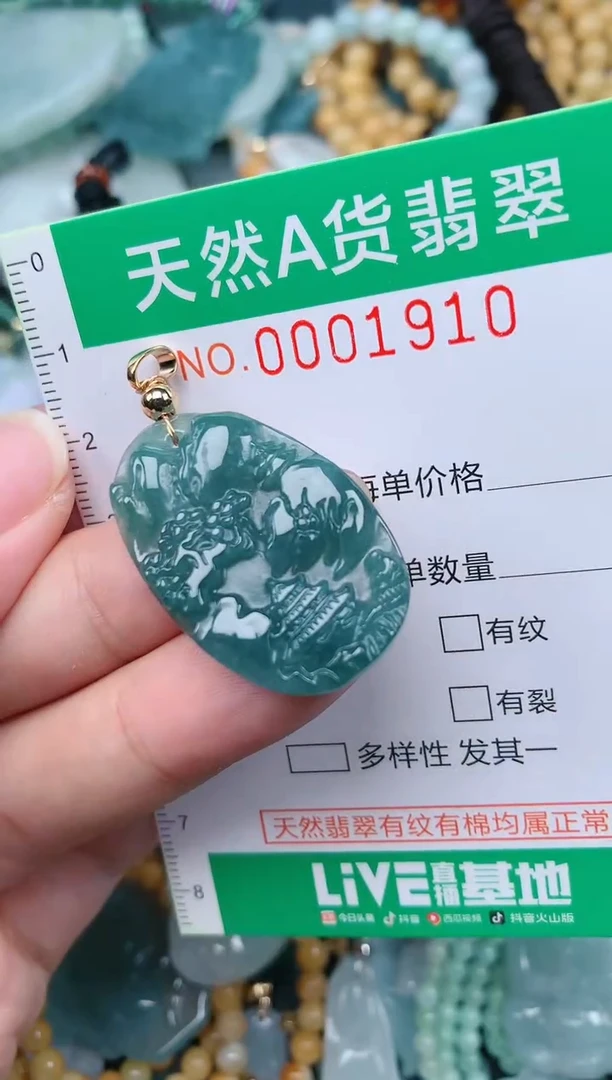 天然A货翡翠
NO.0001910
0
1
2
每单价格
单数量
有纹
有裂
多样性 发其一
天然翡翠有纹有棉均属正常
7
8
LiVE直播基地
今日头条 抖音 西瓜视频 抖音火山版